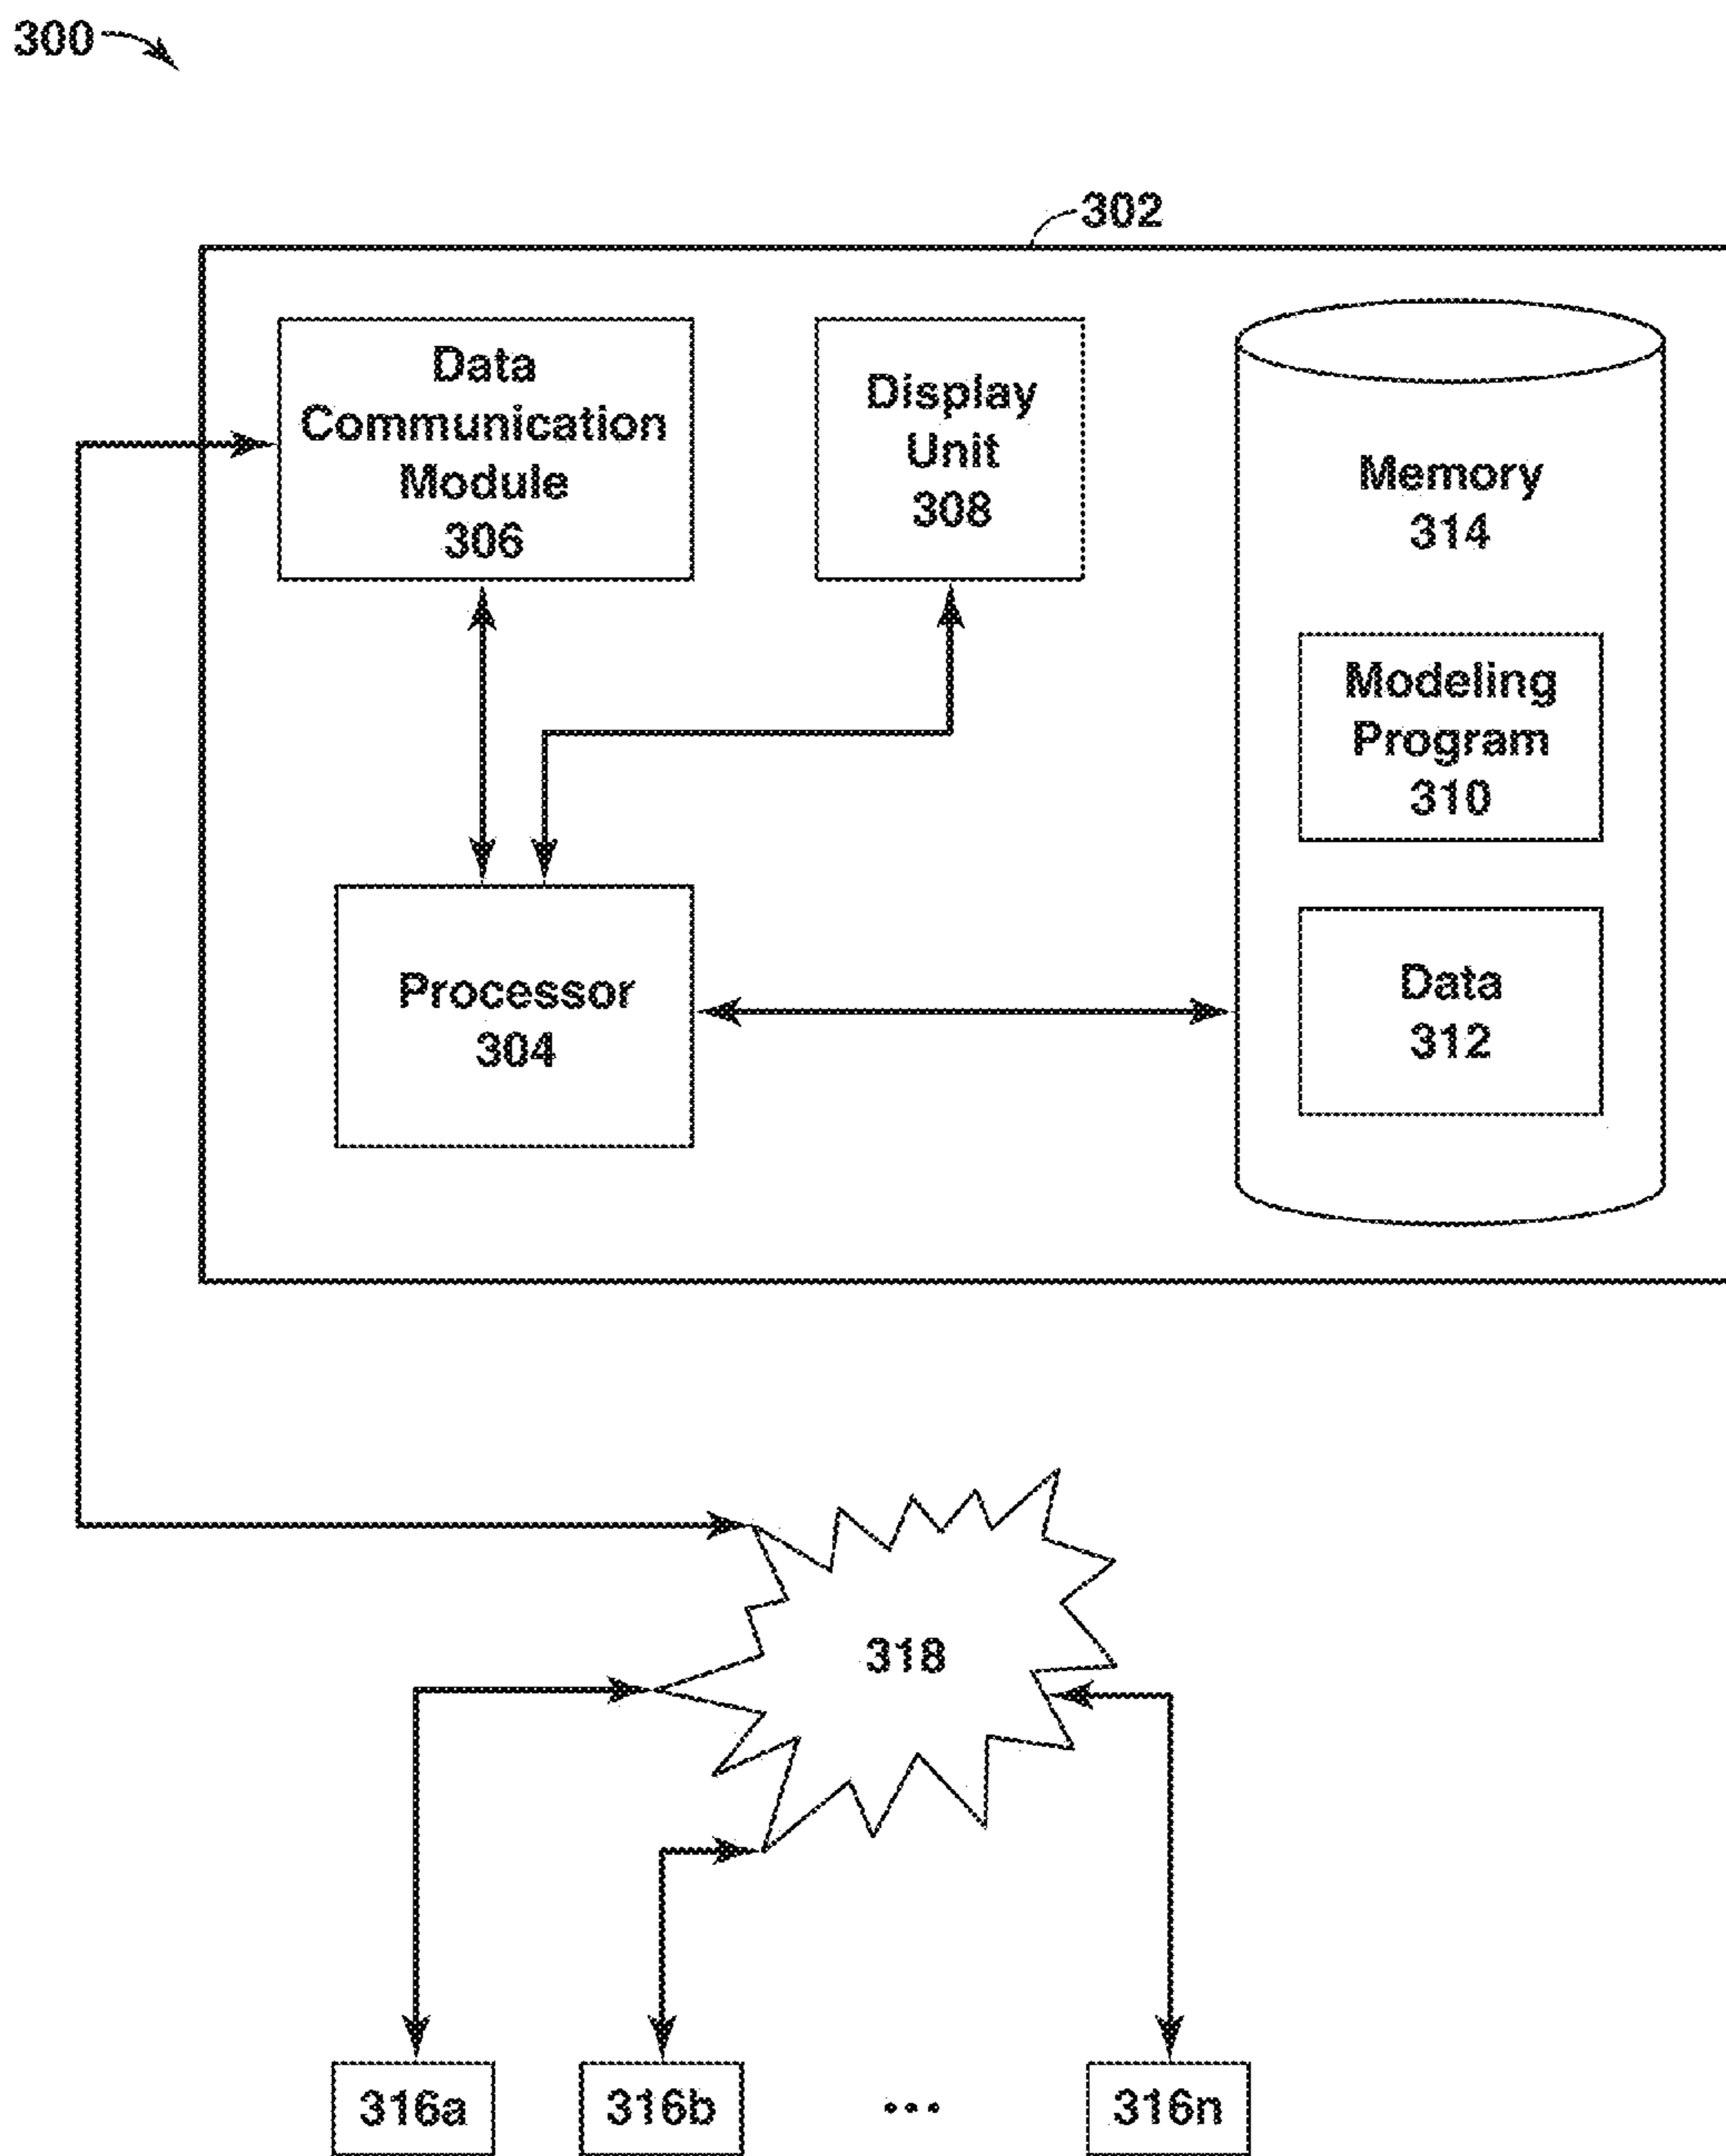 300
302
Data
Communication
Module
306
Display
Unit
308
Memory
314
Modeling
Program
310
Processor
304
Data
312
318
316a
316b
...
316n